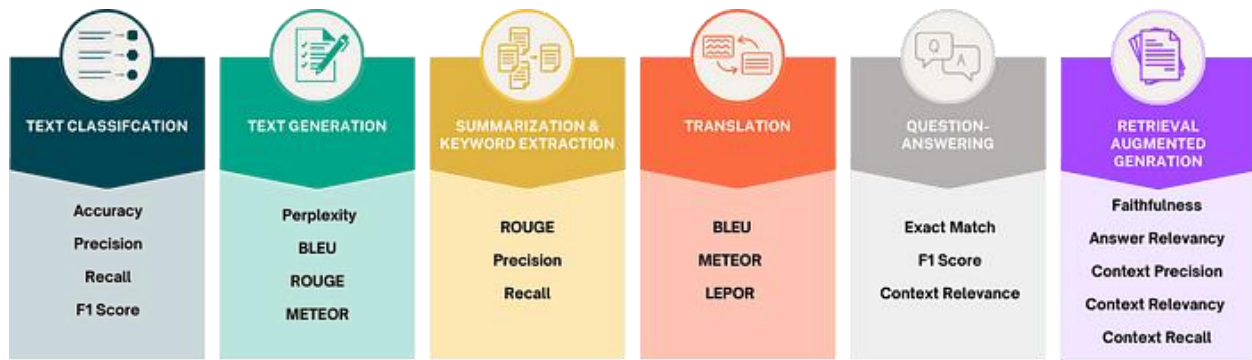 TEXT CLASSIFCATION
Accuracy
Precision
Recall
F1 Score
TEXT GENERATION
Perplexity
BLEU
ROUGE
METEOR
SUMMARIZATION &
KEYWORD EXTRACTION
ROUGE
Precision
Recall
TRANSLATION
BLEU
METEOR
LEPOR
Q
A
QUESTION-
ANSWERING
Exact Match
F1 Score
Context Relevance
RETRIEVAL
AUGMENTED
GENRATION
Faithfulness
Answer Relevancy
Context Precision
Context Relevancy
Context Recall